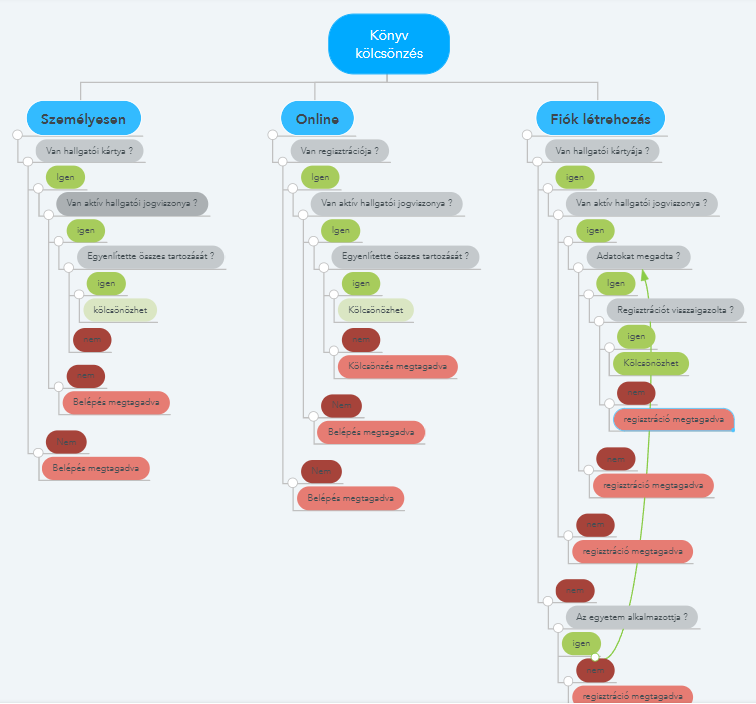 Könyv
kölcsönzés
Személyesen
Van hallgatói kártya ?
Igen
Van aktív hallgatói jogviszonya ?
igen
Egyenlítette összes tartozását ?
igen
kölcsönözhet
nem
nem
Belépés megtagadva
Nem
Belépés megtagadva
Online
Van regisztrációja ?
Igen
Van aktív hallgatói jogviszonya ?
Igen
Egyenlítette összes tartozását ?
igen
Kölcsönözhet
nem
Kölcsönzés megtagadva
Nem
Belépés megtagadva
Nem
Belépés megtagadva
Fiók létrehozás
Van hallgatói kártyája ?
igen
Van aktív hallgatói jogviszonya ?
igen
Adatokat megadta ?
Igen
Regisztrációt visszaigazolta ?
igen
Kölcsönözhet
nem
regisztráció megtagadva
nem
regisztráció megtagadva
nem
regisztráció megtagadva
nem
Az egyetem alkalmazottja ?
igen
nem
regisztráció megtagadva